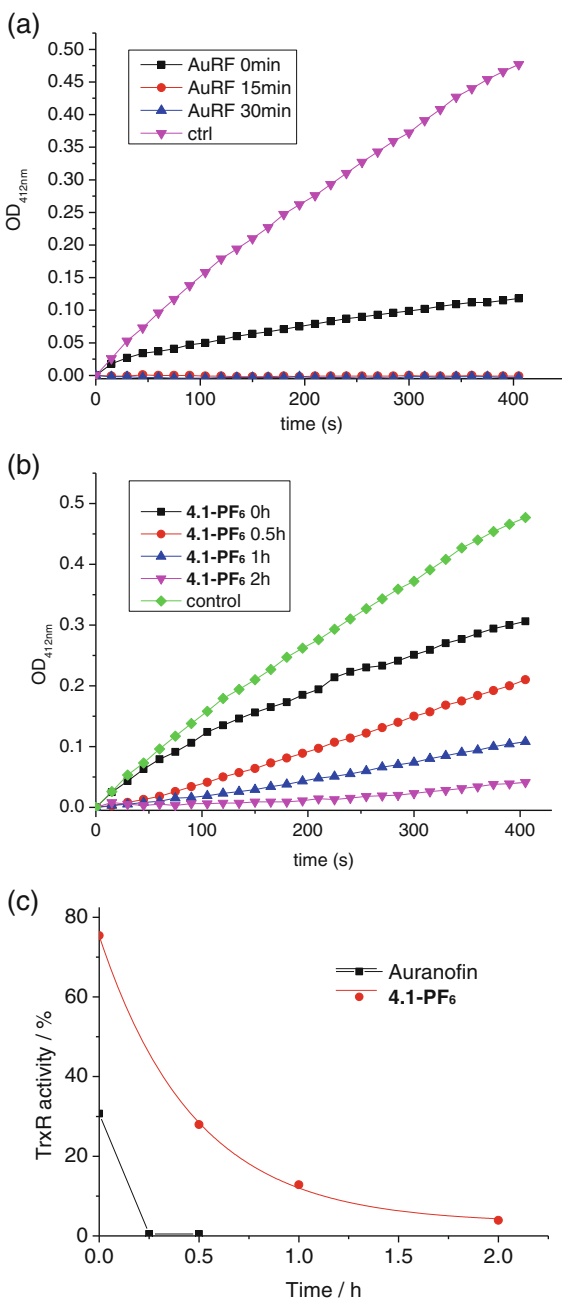 (a)
0.50
0.45
0.40
0.35
0.30
0.25
0.20
0.15
0.10
0.05
0.00
OD412nm
AuRF 0min
AuRF 15min
AuRF 30min
ctrl
0 100 200 300 400
time (s)
(b)
0.5
0.4
0.3
0.2
0.1
0.0
OD412nm
4.1-PF6 0h
4.1-PF6 0.5h
4.1-PF6 1h
4.1-PF6 2h
control
0 100 200 300 400
time (s)
(c)
80
60
40
20
0
TrxR activity / %
Auranofin
4.1-PF6
0.0 0.5 1.0 1.5 2.0
Time / h